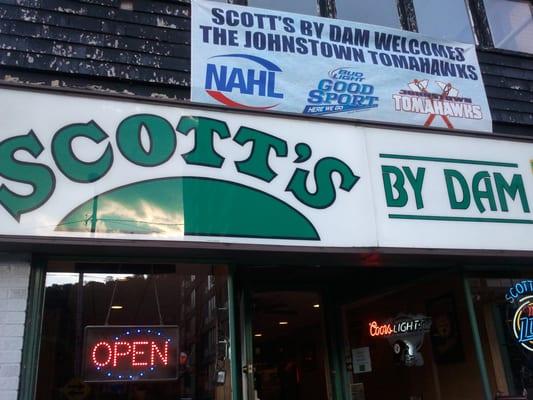 SCOTT'S BY DAM WELCOMES
THE JOHNSTOWN TOMAHAWKS
NAHL
BUD LIGHT
GOOD
SPORT
HERE WE GO
TOMAHAWKS
SCOTT'S
BY DAM
OPEN
Coors LIGHT
SCOTT